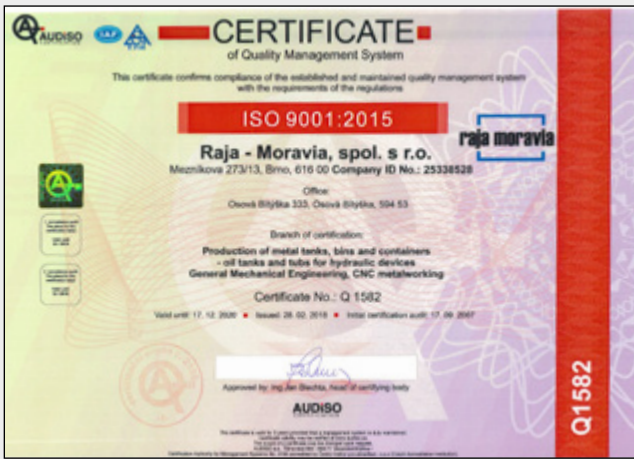 AUDISO
IAF
CERTIFICATE
of Quality Management System
This certificate confirms compliance of the established and maintained quality management system
with the requirements of the regulations
ISO 9001:2015
raja moravia
Raja - Moravia, spol. s r.o.
Mezníkova 273/13, Brno, 616 00 Company ID No.: 25338528
Office:
Osová Bítýška 333, Osová Bítýška, 594 53
Branch of certification:
Production of metal tanks, bins and containers
- oil tanks and tubs for hydraulic devices
General Mechanical Engineering, CNC metalworking
Certificate No.: Q 1582
Valid until: 17. 12. 2020 Issued: 28. 02. 2018 Initial certification audit: 17. 09. 2007
Approved by: Ing Jan Blechta, head of certifying body
AUDISO
Q1582